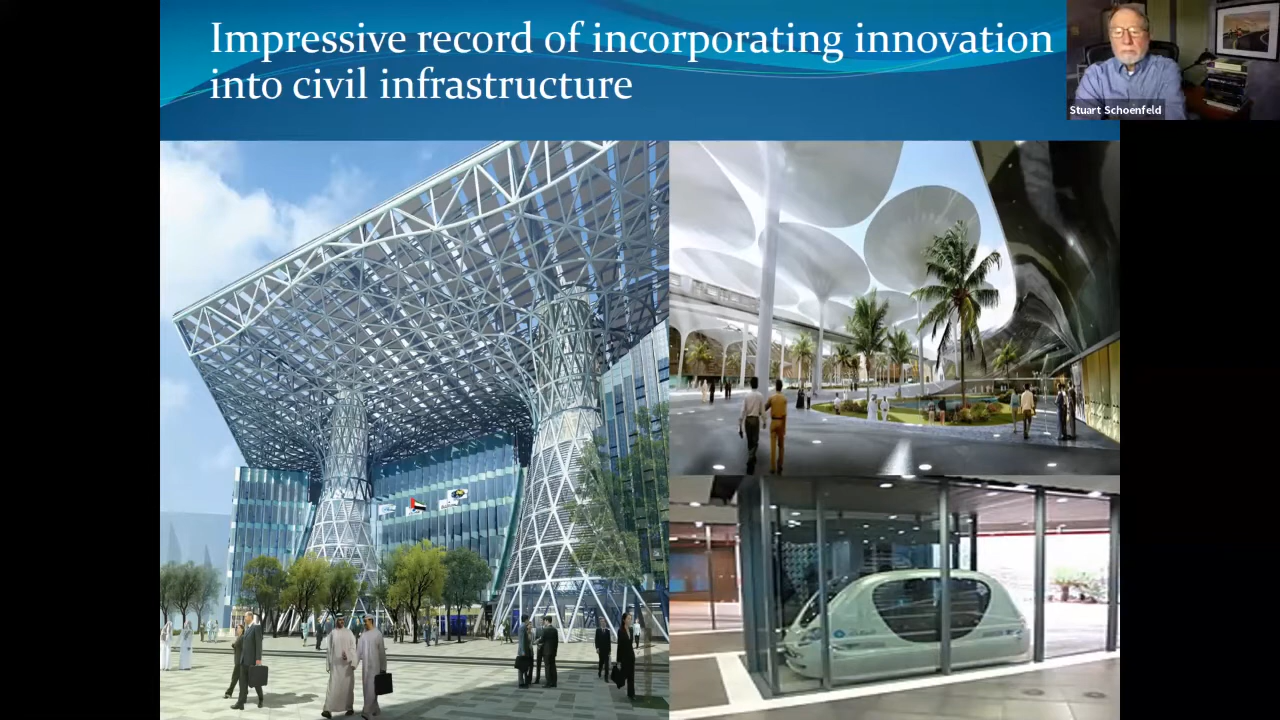 Impressive record of incorporating innovation
into civil infrastructure
Stuart Schoenfeld